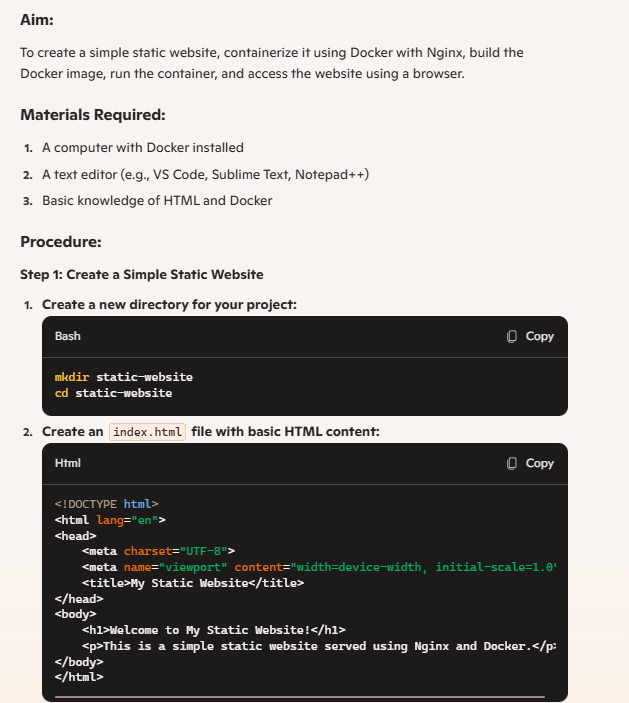 Aim:
To create a simple static website, containerize it using Docker with Nginx, build the
Docker image, run the container, and access the website using a browser.
Materials Required:
1. A computer with Docker installed
2. A text editor (e.g., VS Code, Sublime Text, Notepad++)
3. Basic knowledge of HTML and Docker
Procedure:
Step 1: Create a Simple Static Website
1. Create a new directory for your project:
Bash Copy
mkdir static-website
cd static-website
2. Create an index.html file with basic HTML content:
Html Copy
<!DOCTYPE html>
<html lang="en">
<head>
    <meta charset="UTF-8">
    <meta name="viewport" content="width=device-width, initial-scale=1.0"
    <title>My Static Website</title>
</head>
<body>
    <h1>Welcome to My Static Website!</h1>
    <p>This is a simple static website served using Nginx and Docker.</p>
</body>
</html>